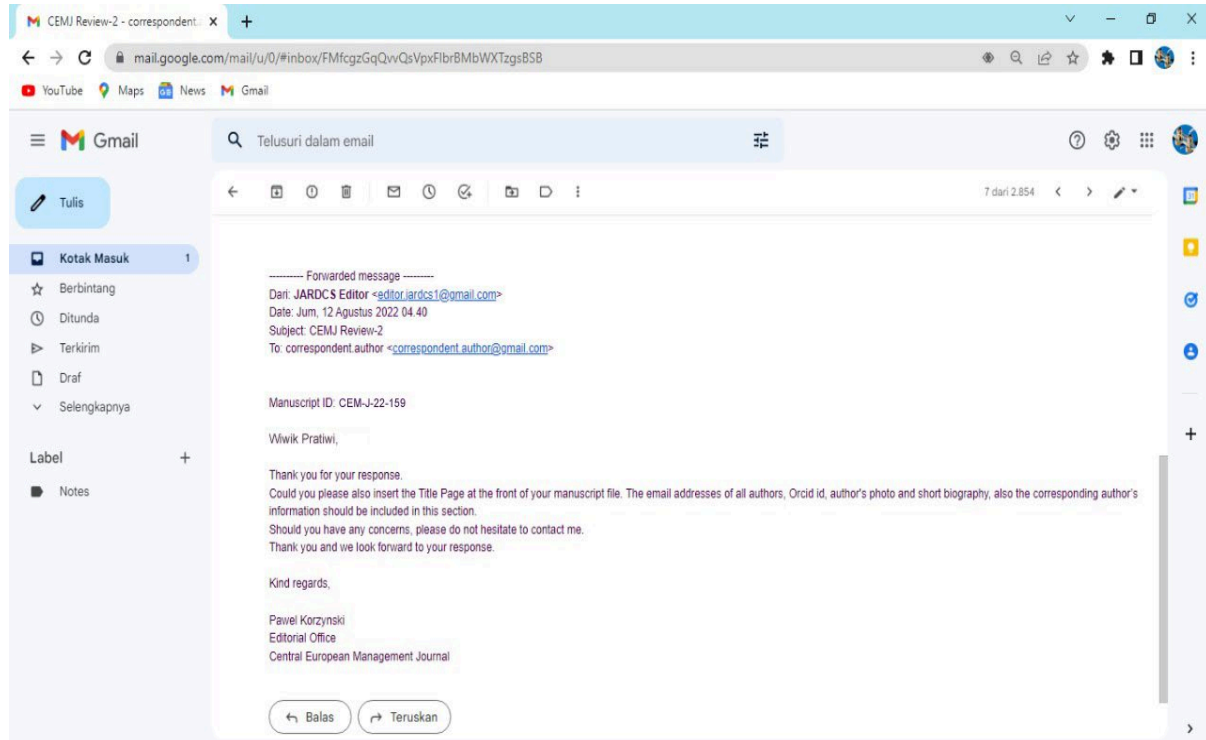 CEMJ Review-2 - correspondent.
mail.google.com/mail/u/0/#inbox/FMfcgzGqQvvQsVpxFlbrBMbWXTzgsBSB
YouTube Maps News Gmail
Gmail
Telusuri dalam email
Tulis
7 dari 2.854
Kotak Masuk 1
Berbintang
Ditunda
Terkirim
Draf
Selengkapnya
Label +
Notes
---------- Forwarded message ---------
Dari: JARDCS Editor <editor.jardcs1@gmail.com>
Date: Jum, 12 Agustus 2022 04.40
Subject: CEMJ Review-2
To: correspondent.author <correspondent.author@gmail.com>
Manuscript ID: CEM-J-22-159
Wiwik Pratiwi,
Thank you for your response.
Could you please also insert the Title Page at the front of your manuscript file. The email addresses of all authors, Orcid id, author's photo and short biography, also the corresponding author's
information should be included in this section.
Should you have any concerns, please do not hesitate to contact me.
Thank you and we look forward to your response.
Kind regards,
Pawel Korzynski
Editorial Office
Central European Management Journal
Balas
Teruskan